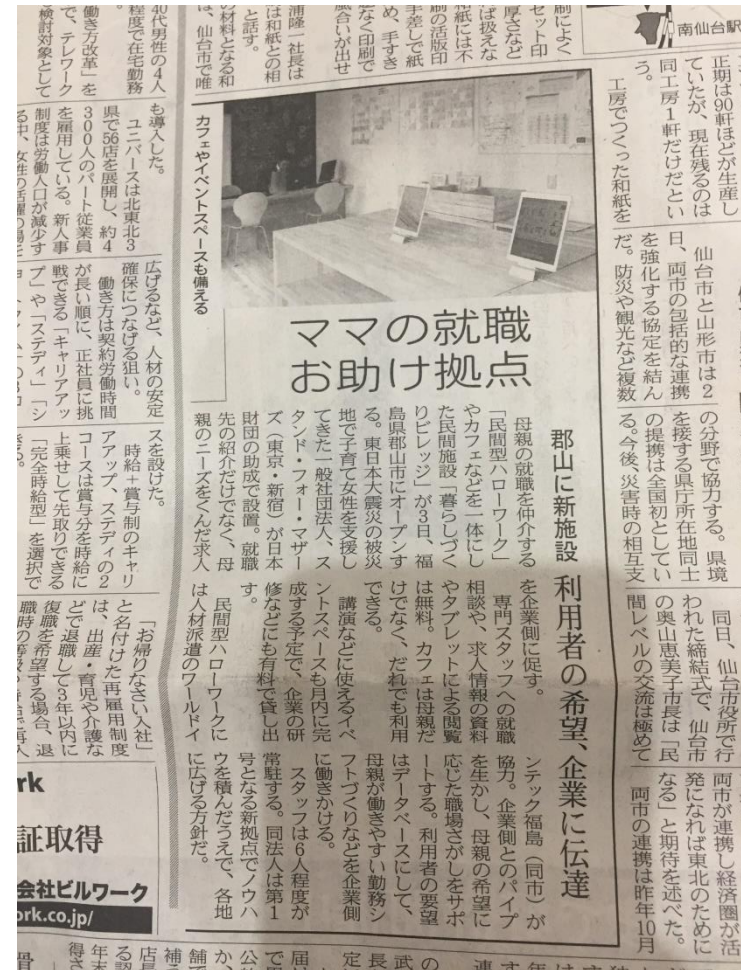 ママの就職
お助け拠点
郡山に新施設
利用者の希望、企業に伝達
カフェやイベントスペースも備える
母親の就職を仲介する
「民間型ハローワーク」
やカフェなどを一体にし
た民間施設「暮らしづく
りビレッジ」が3日、福
島県郡山市にオープンす
る。東日本大震災の被災
地で子育て女性を支援し
てきた一般社団法人、ス
タンド・フォー・マザー
ズ（東京・新宿）が日本
財団の助成で設置。就職
先の紹介だけでなく、母
親のニーズをくんだ求人
を企業側に促す。
専門スタッフへの就職
相談や、求人情報の資料
やタブレットによる閲覧
は無料。カフェは母親だ
けでなく、だれでも利用
できる。
講演などに使えるイベ
ントスペースも月内に完
成する予定で、企業の研
修などにも有料で貸し出
す。
民間型ハローワークに
は人材派遣のワールドイ
ンテック福島（同市）が
協力。企業側とのパイプ
を生かし、母親の希望に
応じた職場さがしをサポ
ートする。利用者の要望
はデータベースにして、
母親が働きやすい勤務シ
フトづくりなどを企業側
に働きかける。
スタッフは6人程度が
常駐する。同法人は第1
号となる新拠点でノウハ
ウを積んだうえで、各地
に広げる方針だ。
南仙台駅
正期は90軒ほどが生産し
ていたが、現在残るのは
同工房1軒だけだとい
う。
工房でつくった和紙を
仙台市と山形市は2
日、両市の包括的な連携
を強化する協定を結ん
だ。防災や観光など複数
の分野で協力する。県境
を接する県庁所在地同士
の提携は全国初としてい
る。今後、災害時の相互支
同日、仙台市役所で行
われた締結式で、仙台市
の奥山恵美子市長は「民
間レベルの交流は極めて
両市が連携し経済圏が活
発になれば東北のために
なる」と期待を述べた。
両市の連携は昨年10月
40代男性の4人
程度で在宅勤務
働き方改革」を
で、テレワーク
検討対象として
も導入した。
ユニバースは北東北3
県で56店を展開し、約4
300人のパート従業員
を雇用している。新人事
制度は労働人口が減少す
る中、女性の活躍の場を
広げるなど、人材の安定
確保につなげる狙い。
働き方は契約労働時間
が長い順に、正社員に挑
戦できる「キャリアアッ
プ」や「ステディ」「シ
スを設けた。
時給＋賞与制のキャリ
アアップ、ステディの2
コースは賞与分を時給に
上乗せして先取りできる
「完全時給型」を選択で
きる。
「お帰りなさい入社」
と名付けた再雇用制度
は、出産・育児や介護な
どで退職して3年以内に
復職を希望する場合、退
rk
証取得
会社ビルワーク
ork.co.jp/